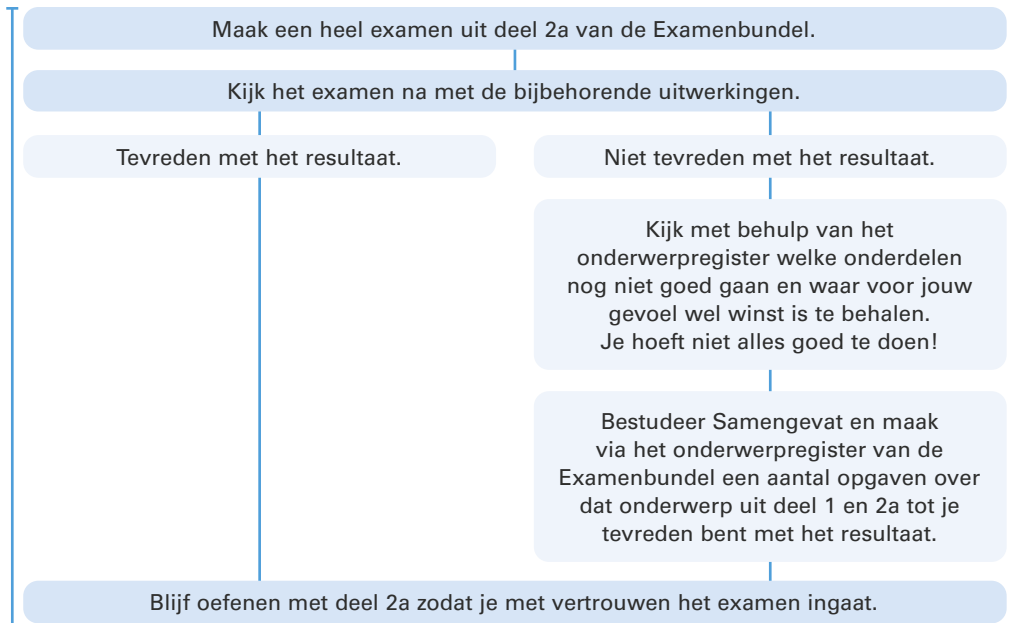 Maak een heel examen uit deel 2a van de Examenbundel.
Kijk het examen na met de bijbehorende uitwerkingen.
Tevreden met het resultaat.
Niet tevreden met het resultaat.
Kijk met behulp van het
onderwerpregister welke onderdelen
nog niet goed gaan en waar voor jouw
gevoel wel winst is te behalen.
Je hoeft niet alles goed te doen!
Bestudeer Samengevat en maak
via het onderwerpregister van de
Examenbundel een aantal opgaven over
dat onderwerp uit deel 1 en 2a tot je
tevreden bent met het resultaat.
Blijf oefenen met deel 2a zodat je met vertrouwen het examen ingaat.